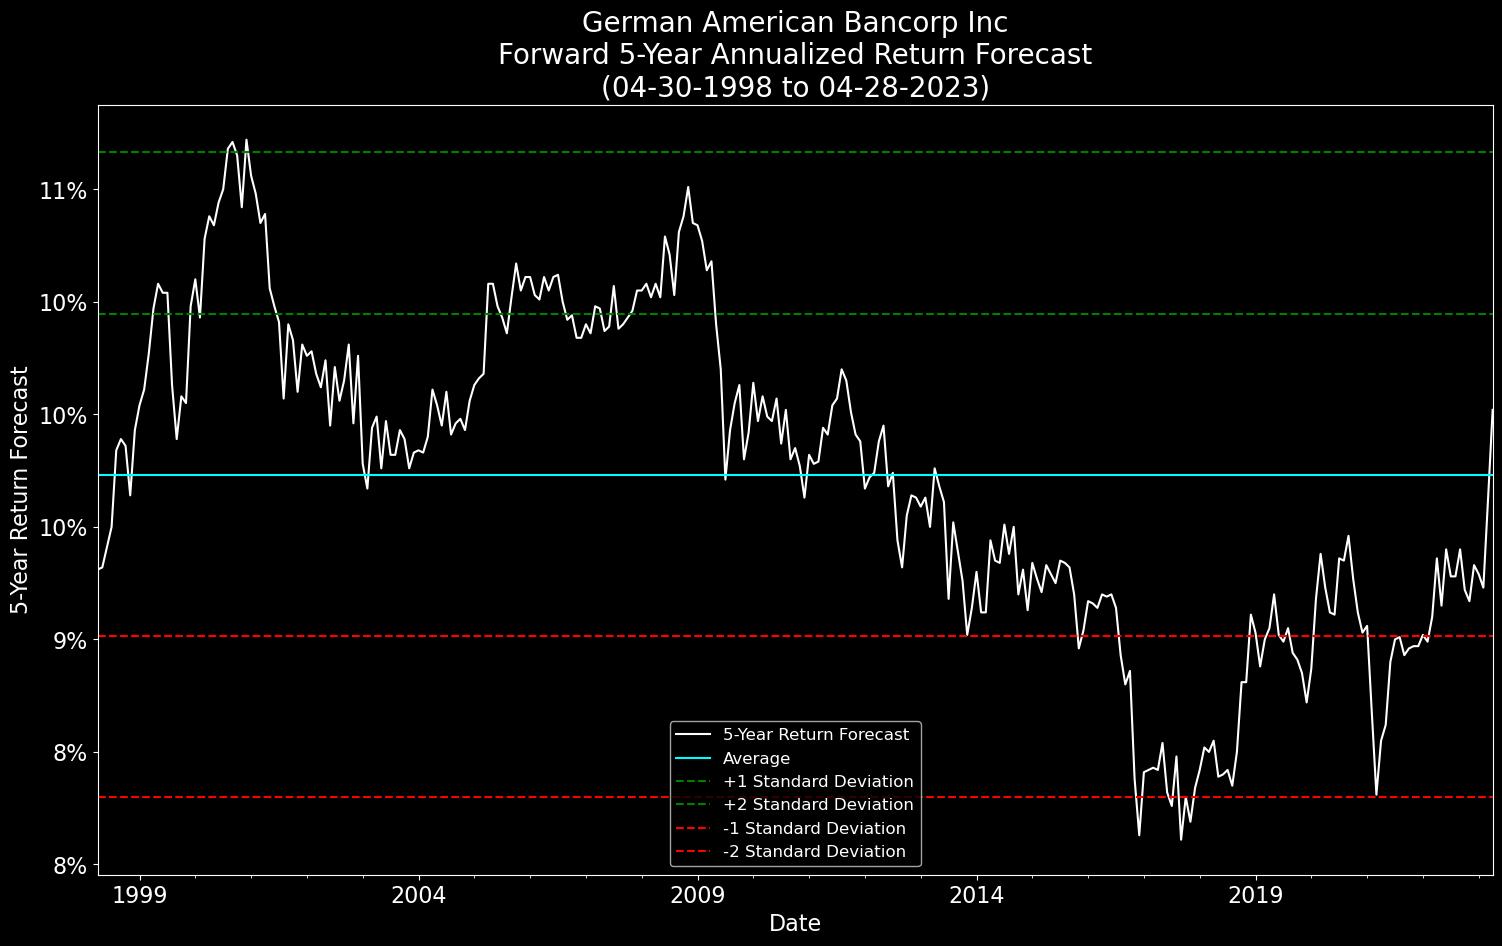 German American Bancorp Inc
Forward 5-Year Annualized Return Forecast
(04-30-1998 to 04-28-2023)
5-Year Return Forecast
11%
10%
10%
10%
9%
8%
8%
5-Year Return Forecast
Average
+1 Standard Deviation
+2 Standard Deviation
-1 Standard Deviation
-2 Standard Deviation
1999
2004
2009
2014
2019
Date